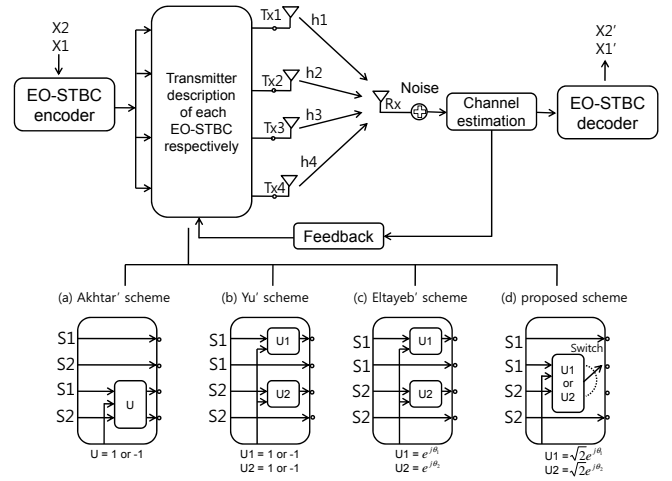 X2
X1
EO-STBC
encoder
Transmitter
description
of each
EO-STBC
respectively
Tx1
Tx2
Tx3
Tx4
h1
h2
h3
h4
Rx
Noise
Channel
estimation
X2′
X1′
EO-STBC
decoder
Feedback
(a) Akhtar′ scheme
(b) Yu′ scheme
(c) Eltayeb′ scheme
(d) proposed scheme
S1
S2
S1
S2
U
U = 1 or -1
S1
S1
S2
S2
U1
U2
U1 = 1 or -1
U2 = 1 or -1
S1
S1
S2
S2
U1
U2
U1 = e^{jθ₁}
U2 = e^{jθ₂}
S1
S1
S2
S2
U1
or
U2
Switch
U1 = √2e^{jθ₁}
U2 = √2e^{jθ₂}